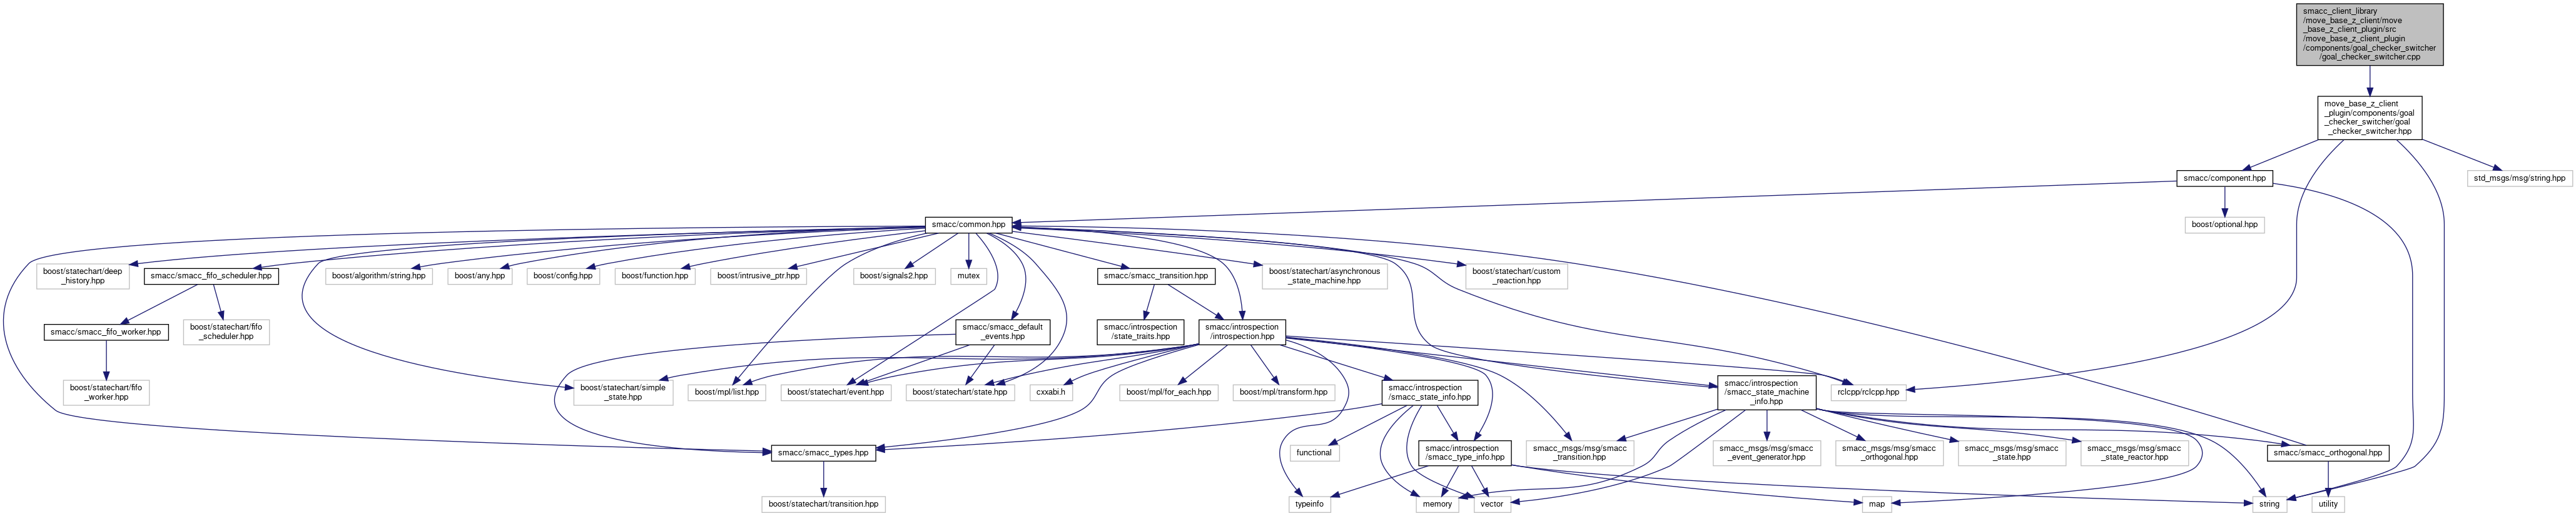 smacc_client_library
/move_base_z_client/move
_base_z_client_plugin/src
/move_base_z_client_plugin
/components/goal_checker_switcher
/goal_checker_switcher.cpp
move_base_z_client
_plugin/components/goal
_checker_switcher/goal
_checker_switcher.hpp
smacc/component.hpp
std_msgs/msg/string.hpp
smacc/common.hpp
boost/optional.hpp
boost/statechart/deep
_history.hpp
smacc/smacc_fifo_scheduler.hpp
boost/algorithm/string.hpp
boost/any.hpp
boost/config.hpp
boost/function.hpp
boost/intrusive_ptr.hpp
boost/signals2.hpp
mutex
smacc/smacc_transition.hpp
boost/statechart/asynchronous
_state_machine.hpp
boost/statechart/custom
_reaction.hpp
smacc/smacc_fifo_worker.hpp
boost/statechart/fifo
_scheduler.hpp
smacc/smacc_default
_events.hpp
smacc/introspection
/state_traits.hpp
smacc/introspection
/introspection.hpp
boost/statechart/fifo
_worker.hpp
boost/statechart/simple
_state.hpp
boost/mpl/list.hpp
boost/statechart/event.hpp
boost/statechart/state.hpp
cxxabi.h
boost/mpl/for_each.hpp
boost/mpl/transform.hpp
smacc/introspection
/smacc_state_info.hpp
smacc/introspection
/smacc_state_machine
_info.hpp
rclcpp/rclcpp.hpp
smacc/smacc_types.hpp
functional
smacc/introspection
/smacc_type_info.hpp
smacc_msgs/msg/smacc
_transition.hpp
smacc_msgs/msg/smacc
_event_generator.hpp
smacc_msgs/msg/smacc
_orthogonal.hpp
smacc_msgs/msg/smacc
_state.hpp
smacc_msgs/msg/smacc
_state_reactor.hpp
smacc/smacc_orthogonal.hpp
boost/statechart/transition.hpp
typeinfo
memory
vector
map
string
utility